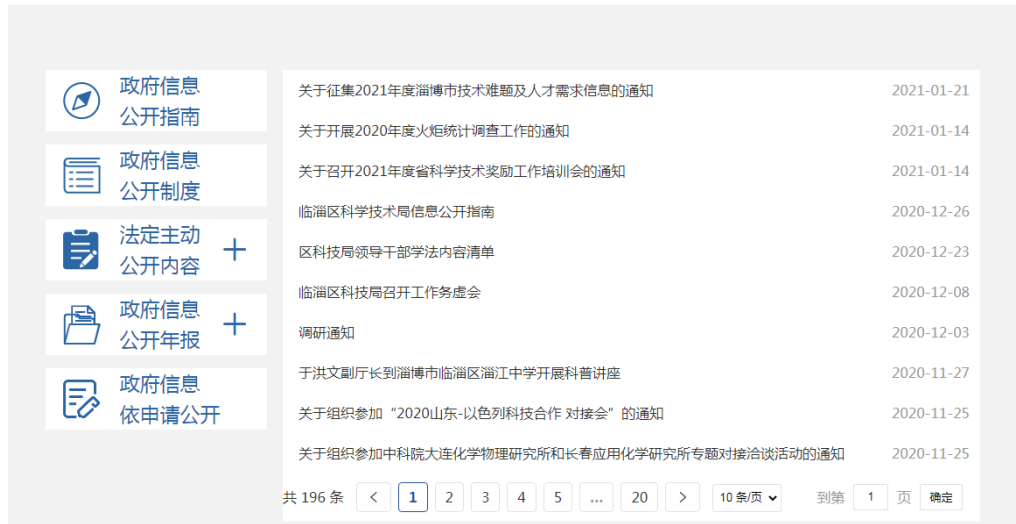 政府信息
公开指南
政府信息
公开制度
法定主动
公开内容
政府信息
公开年报
政府信息
依申请公开
关于征集2021年度淄博市技术难题及人才需求信息的通知 2021-01-21
关于开展2020年度火炬统计调查工作的通知 2021-01-14
关于召开2021年度省科学技术奖励工作培训会的通知 2021-01-14
临淄区科学技术局信息公开指南 2020-12-26
区科技局领导干部学法内容清单 2020-12-23
临淄区科技局召开工作务虚会 2020-12-08
调研通知 2020-12-03
于洪文副厅长到淄博市临淄区淄江中学开展科普讲座 2020-11-27
关于组织参加“2020山东-以色列科技合作 对接会”的通知 2020-11-25
关于组织参加中科院大连化学物理研究所和长春应用化学研究所专题对接洽谈活动的通知 2020-11-25
共 196 条 < 1 2 3 4 5 ... 20 > 10 条/页 到第 1 页 确定